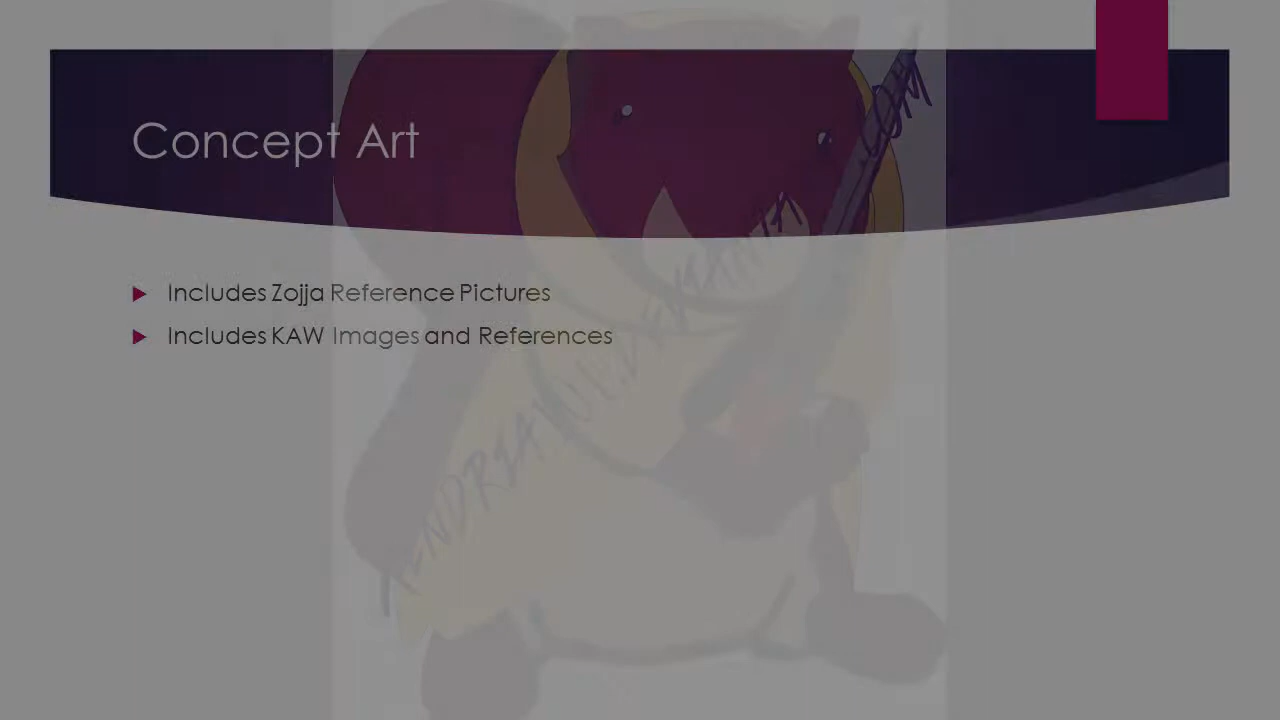 Concept Art
Includes Zojja Reference Pictures
Includes KAW Images and References